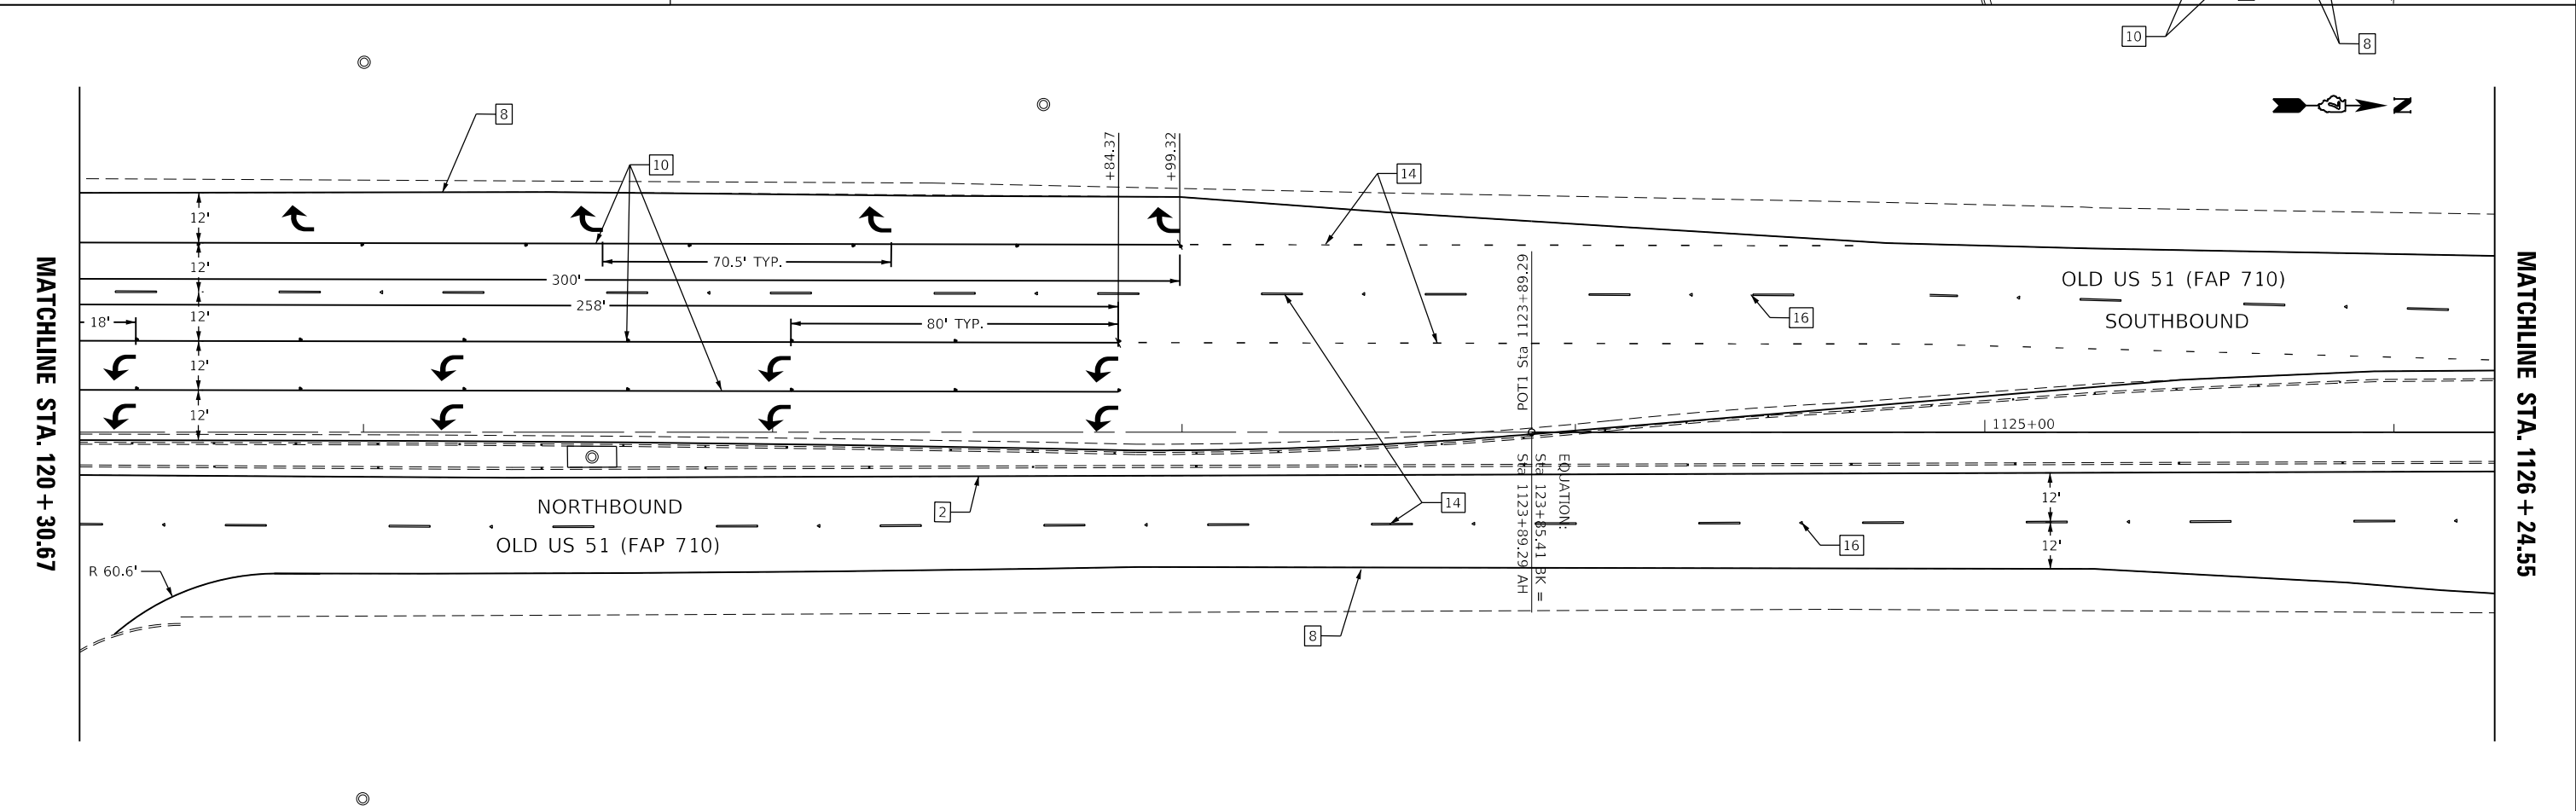 10
8
N
8
10
+84.37
+99.32
14
12'
12'
12'
12'
12'
70.5' TYP.
300'
258'
18'
80' TYP.
16
OLD US 51 (FAP 710)
SOUTHBOUND
MATCHLINE STA. 120+30.67
MATCHLINE STA. 1126+24.55
POT1 Sta 1123+89.29
1125+00
EQUATION:
Sta 123+85.41 BK =
Sta 1123+89.29 AH
NORTHBOUND
OLD US 51 (FAP 710)
2
14
16
12'
12'
R 60.6'
8